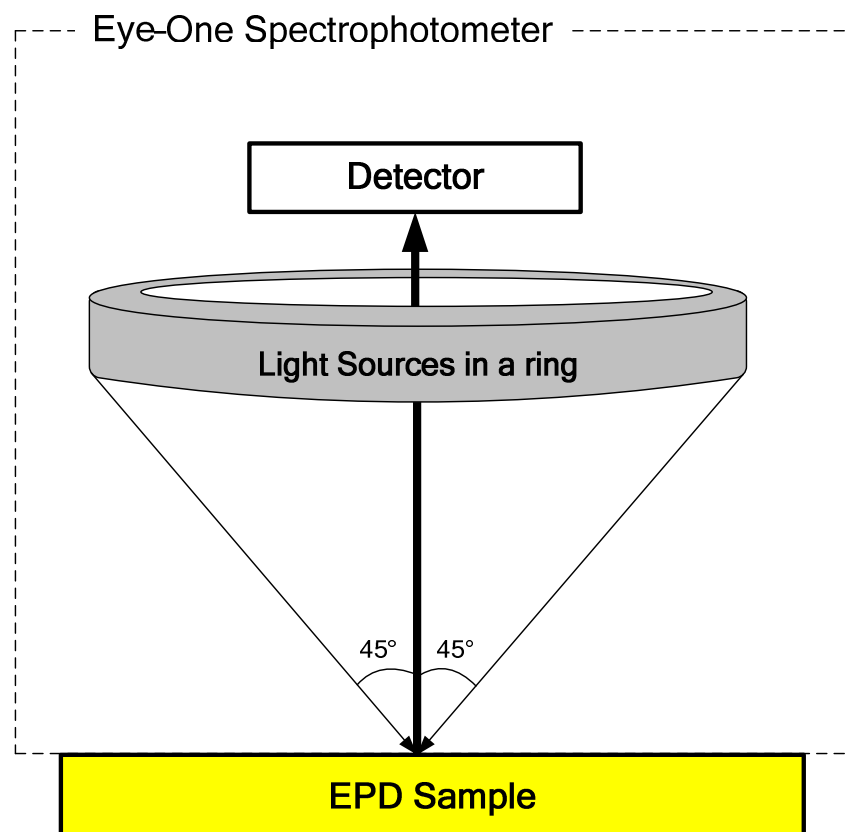 Eye-One Spectrophotometer
Detector
Light Sources in a ring
45° 45°
EPD Sample